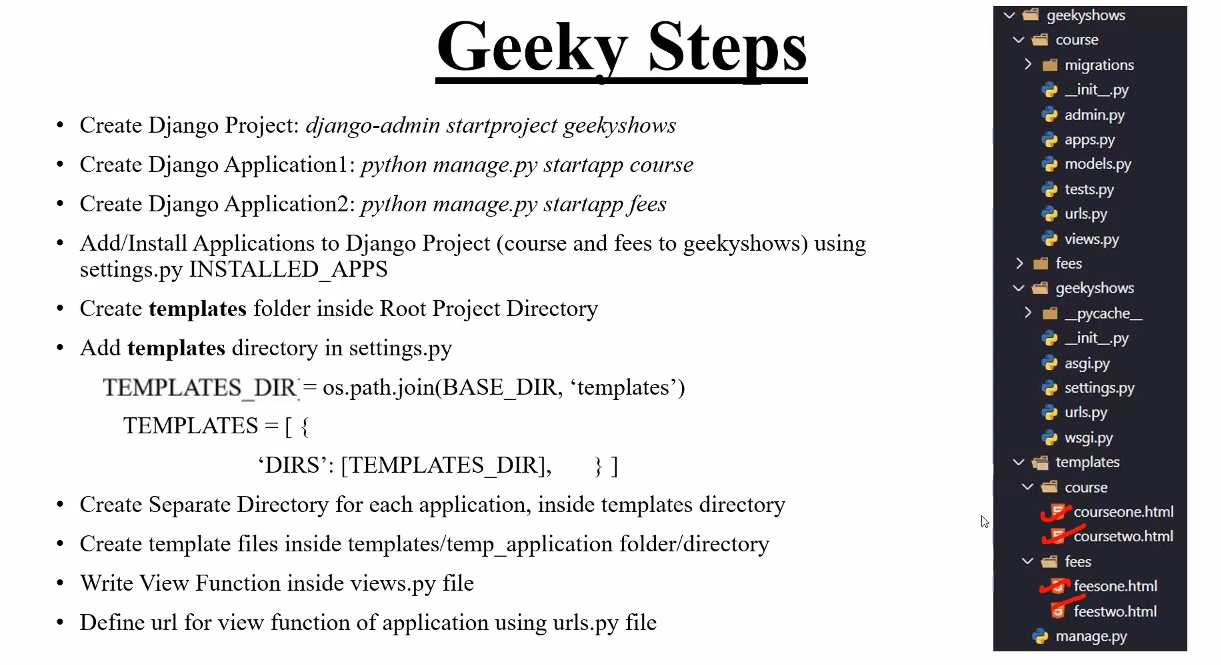 Geeky Steps
• Create Django Project: django-admin startproject geekyshows
• Create Django Application1: python manage.py startapp course
• Create Django Application2: python manage.py startapp fees
• Add/Install Applications to Django Project (course and fees to geekyshows) using
settings.py INSTALLED_APPS
• Create templates folder inside Root Project Directory
• Add templates directory in settings.py
TEMPLATES_DIR = os.path.join(BASE_DIR, ‘templates’)
TEMPLATES = [ {
‘DIRS’: [TEMPLATES_DIR], } ]
• Create Separate Directory for each application, inside templates directory
• Create template files inside templates/temp_application folder/directory
• Write View Function inside views.py file
• Define url for view function of application using urls.py file
geekyshows
course
migrations
__init__.py
admin.py
apps.py
models.py
tests.py
urls.py
views.py
fees
geekyshows
__pycache__
__init__.py
asgi.py
settings.py
urls.py
wsgi.py
templates
course
courseone.html
coursetwo.html
fees
feesone.html
feestwo.html
manage.py